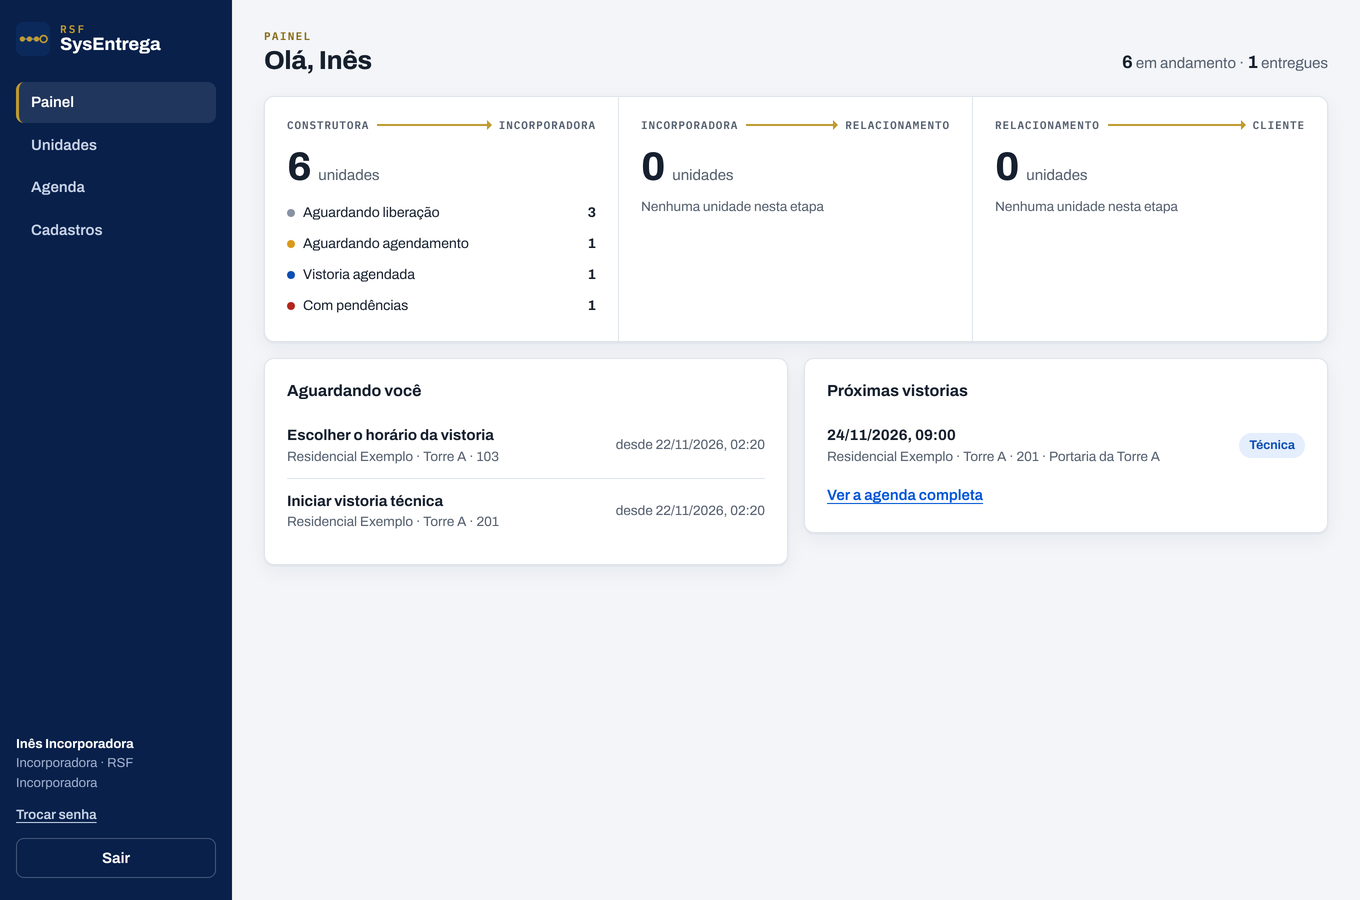 RSF
SysEntrega
Painel
Unidades
Agenda
Cadastros
Inês Incorporadora
Incorporadora · RSF
Incorporadora
Trocar senha
Sair
PAINEL
Olá, Inês
6 em andamento · 1 entregues
CONSTRUTORA INCORPORADORA
6 unidades
Aguardando liberação 3
Aguardando agendamento 1
Vistoria agendada 1
Com pendências 1
INCORPORADORA RELACIONAMENTO
0 unidades
Nenhuma unidade nesta etapa
RELACIONAMENTO CLIENTE
0 unidades
Nenhuma unidade nesta etapa
Aguardando você
Escolher o horário da vistoria
Residencial Exemplo · Torre A · 103
desde 22/11/2026, 02:20
Iniciar vistoria técnica
Residencial Exemplo · Torre A · 201
desde 22/11/2026, 02:20
Próximas vistorias
24/11/2026, 09:00
Residencial Exemplo · Torre A · 201 · Portaria da Torre A
Técnica
Ver a agenda completa